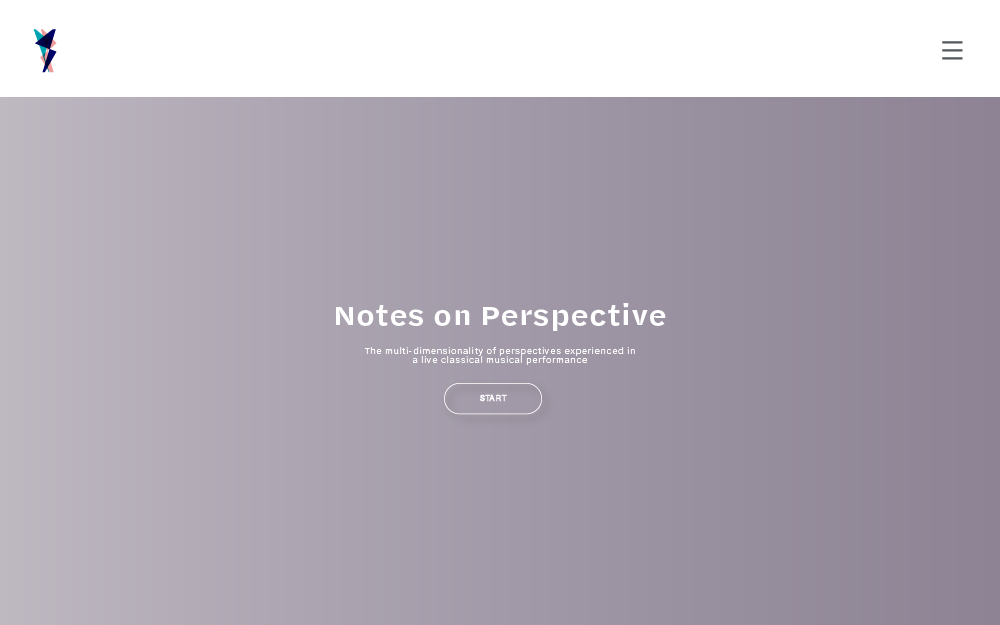 Notes on Perspective
The multi-dimensionality of perspectives experienced in
a live classical musical performance
START